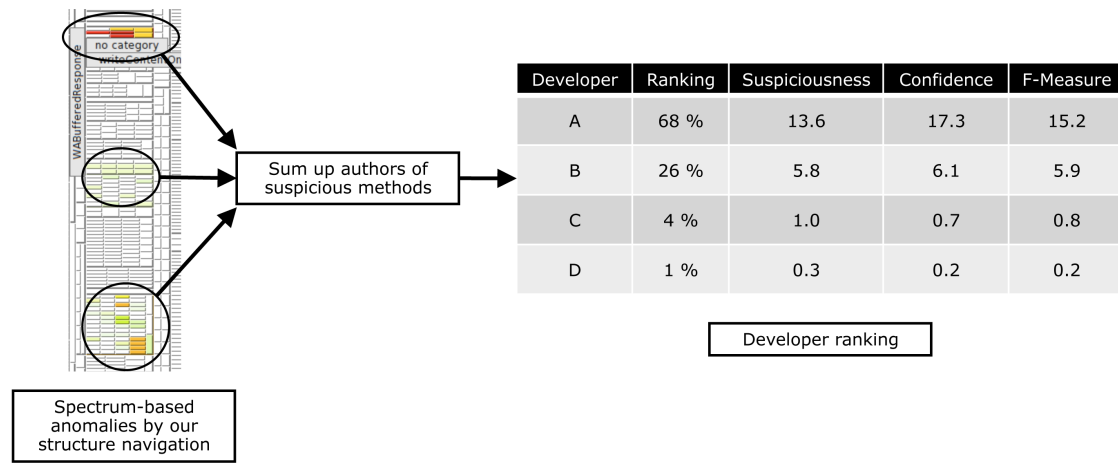 no category
writeContentOn
WABufferedResponse
Sum up authors of
suspicious methods
Spectrum-based
anomalies by our
structure navigation
Developer Ranking Suspiciousness Confidence F-Measure
A 68 % 13.6 17.3 15.2
B 26 % 5.8 6.1 5.9
C 4 % 1.0 0.7 0.8
D 1 % 0.3 0.2 0.2
Developer ranking